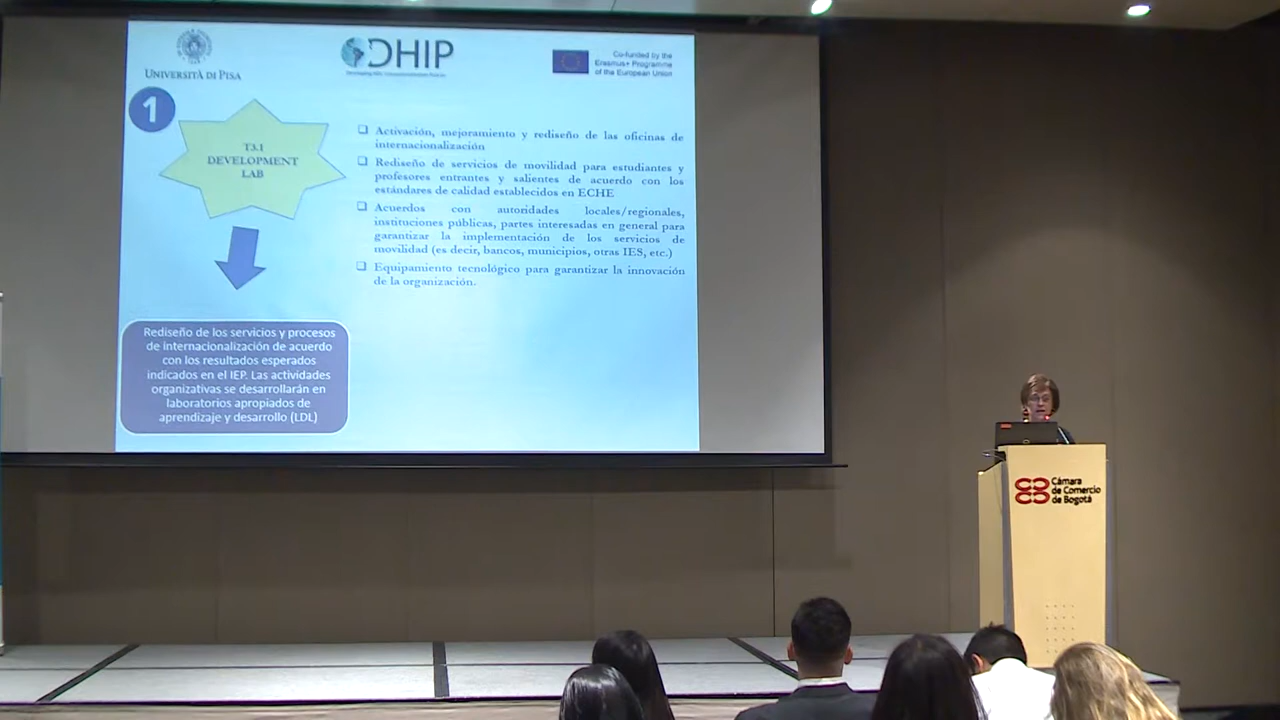 UNIVERSITÀ DI PISA
DHIP
Co-funded by the
Erasmus+ Programme
of the European Union
1
T3.1
DEVELOPMENT
LAB
❑ Activación, mejoramiento y rediseño de las oficinas de
internacionalización
❑ Rediseño de servicios de movilidad para estudiantes y
profesores entrantes y salientes de acuerdo con los
estándares de calidad establecidos en ECHE
❑ Acuerdos con autoridades locales/regionales,
instituciones públicas, partes interesadas en general para
garantizar la implementación de los servicios de
movilidad (es decir, bancos, municipios, otras IES, etc.)
❑ Equipamiento tecnológico para garantizar la innovación
de la organización.
Rediseño de los servicios y procesos
de internacionalización de acuerdo
con los resultados esperados
indicados en el IEP. Las actividades
organizativas se desarrollarán en
laboratorios apropiados de
aprendizaje y desarrollo (LDL)
Cámara
de Comercio
de Bogotá